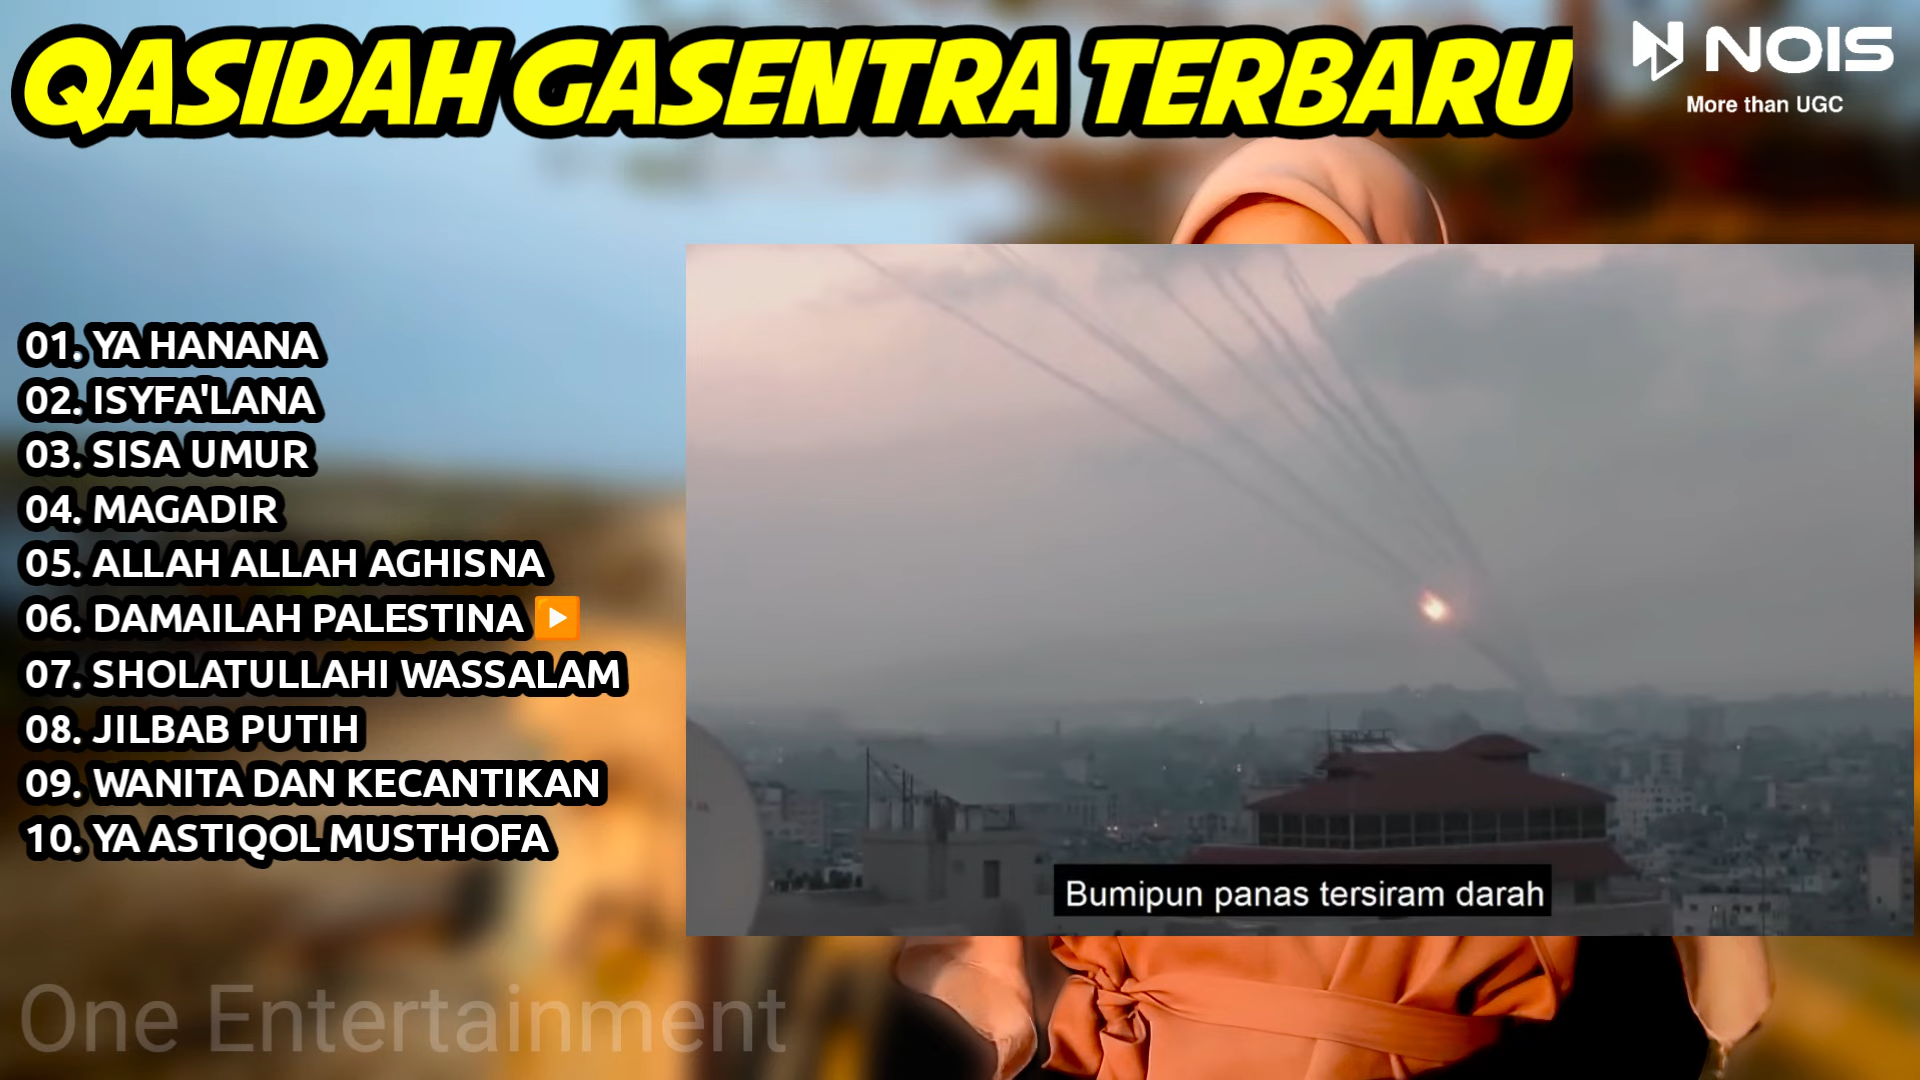 QASIDAH GASENTRA TERBARU
NOIS
More than UGC
01. YA HANANA
02. ISYFA'LANA
03. SISA UMUR
04. MAGADIR
05. ALLAH ALLAH AGHISNA
06. DAMAILAH PALESTINA ▶️
07. SHOLATULLAHI WASSALAM
08. JILBAB PUTIH
09. WANITA DAN KECANTIKAN
10. YA ASTIQOL MUSTHOFA
Bumipun panas tersiram darah
One Entertainment